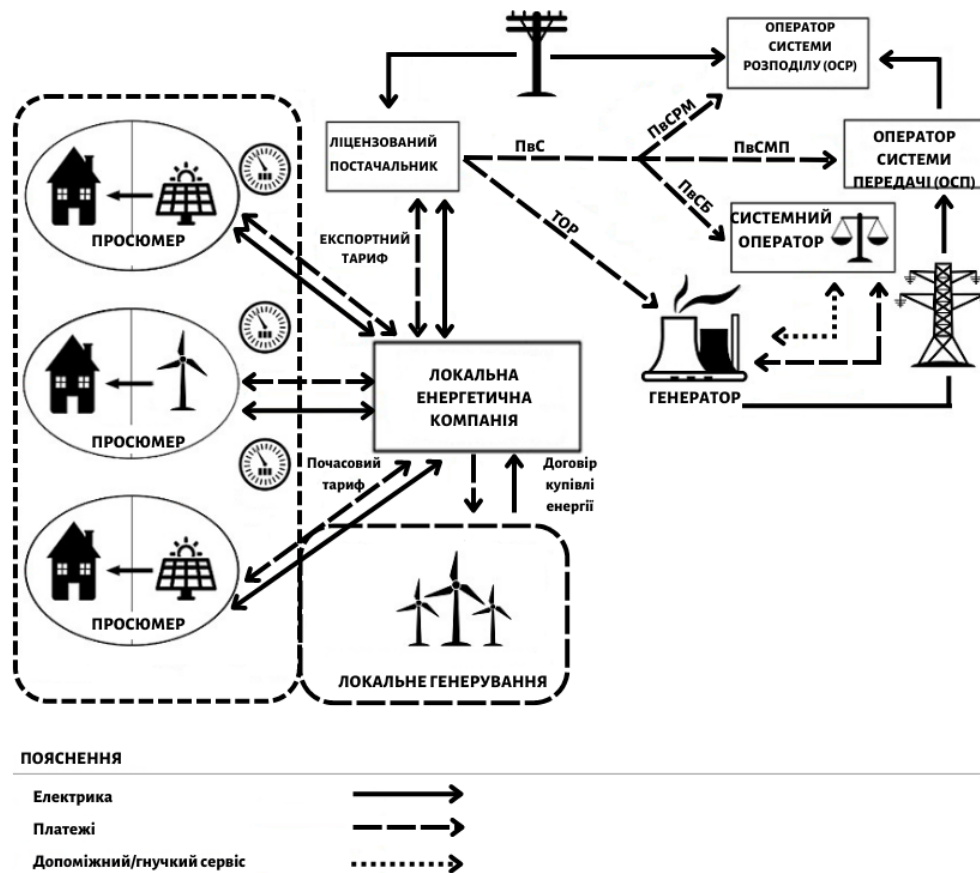 ОПЕРАТОР
СИСТЕМИ
РОЗПОДІЛУ (ОСР)
ЛІЦЕНЗОВАНИЙ
ПОСТАЧАЛЬНИК
ПвС
ПвСРМ
ПвСМП
ПвСБ
ТОР
ОПЕРАТОР
СИСТЕМИ
ПЕРЕДАЧІ (ОСП)
СИСТЕМНИЙ
ОПЕРАТОР
ПРОСЮМЕР
ЕКСПОРТНИЙ
ТАРИФ
ГЕНЕРАТОР
ЛОКАЛЬНА
ЕНЕРГЕТИЧНА
КОМПАНІЯ
ПРОСЮМЕР
Почасовий
тариф
Договір
купівлі
енергії
ПРОСЮМЕР
ЛОКАЛЬНЕ ГЕНЕРУВАННЯ
ПОЯСНЕННЯ
Електрика
Платежі
Допоміжний/гнучкий сервіс